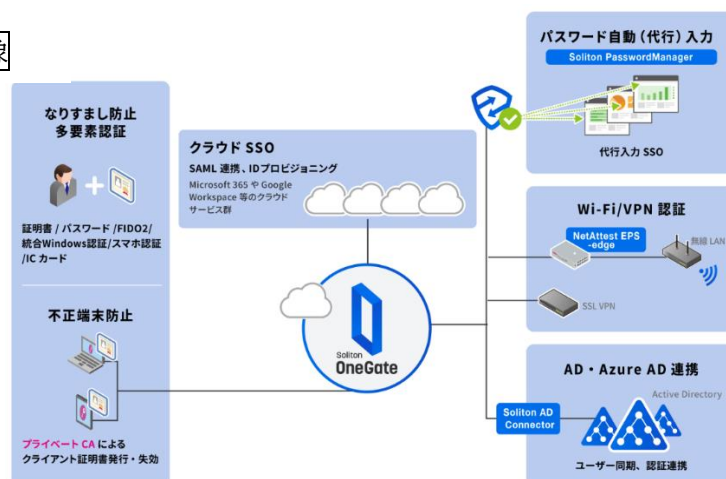 なりすまし防止
多要素認証
証明書 / パスワード /FIDO2/
統合Windows認証/スマホ認証
/IC カード
不正端末防止
プライベート CA による
クライアント証明書発行・失効
クラウド SSO
SAML 連携、IDプロビジョニング
Microsoft 365 や Google
Workspace 等のクラウド
サービス群
Soliton
OneGate
パスワード自動（代行）入力
Soliton PasswordManager
代行入力 SSO
Wi-Fi/VPN 認証
NetAttest EPS
-edge
無線 LAN
SSL VPN
AD・Azure AD 連携
Active Directory
Soliton AD
Connector
ユーザー同期、認証連携